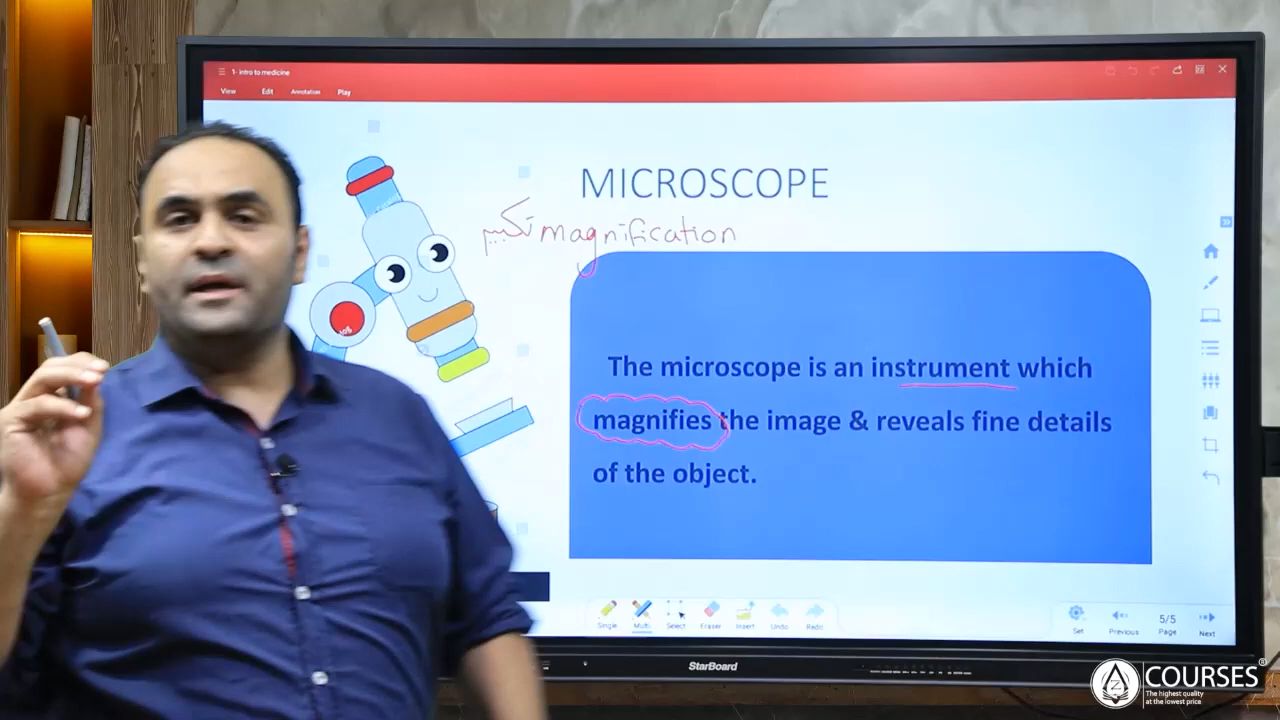 1- intro to medicine
View Edit Annotation Play
MICROSCOPE
تكبير magnification
The microscope is an instrument which
magnifies the image & reveals fine details
of the object.
Single Multi Select Eraser Insert Undo Redo
Set Previous 5/5 Page Next
StarBoard
Z COURSES®
The highest quality
at the lowest price